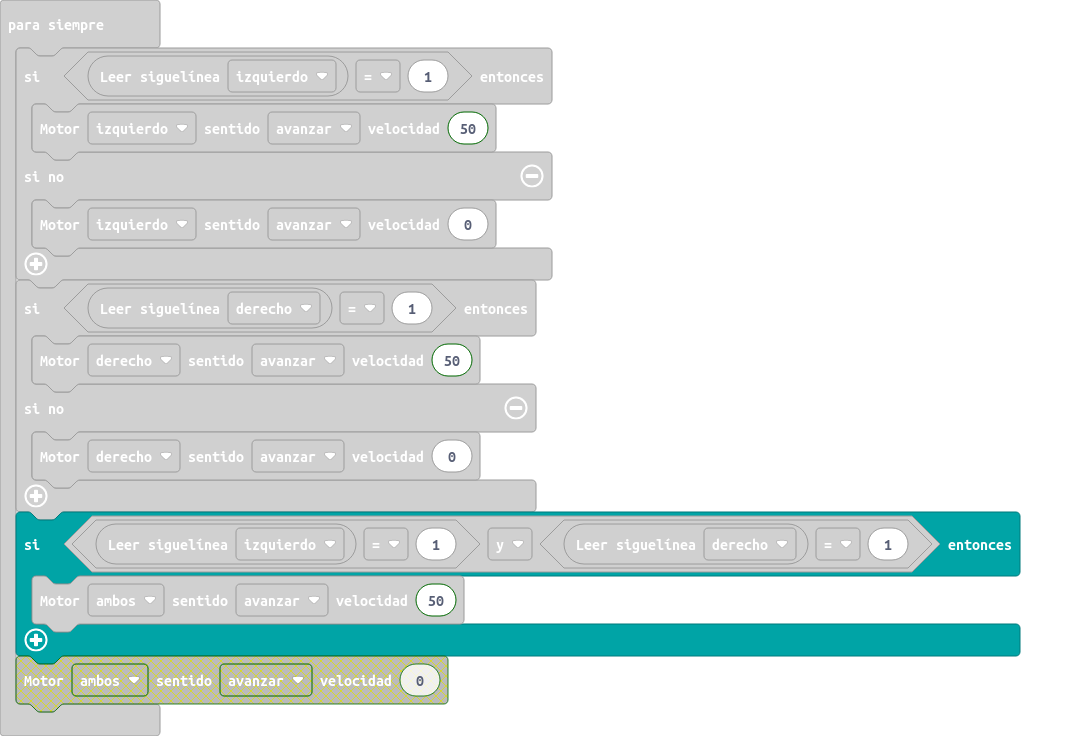 para siempre
si Leer siguelínea izquierdo = 1 entonces
Motor izquierdo sentido avanzar velocidad 50
si no
Motor izquierdo sentido avanzar velocidad 0
si Leer siguelínea derecho = 1 entonces
Motor derecho sentido avanzar velocidad 50
si no
Motor derecho sentido avanzar velocidad 0
si Leer siguelínea izquierdo = 1 y Leer siguelínea derecho = 1 entonces
Motor ambos sentido avanzar velocidad 50
Motor ambos sentido avanzar velocidad 0